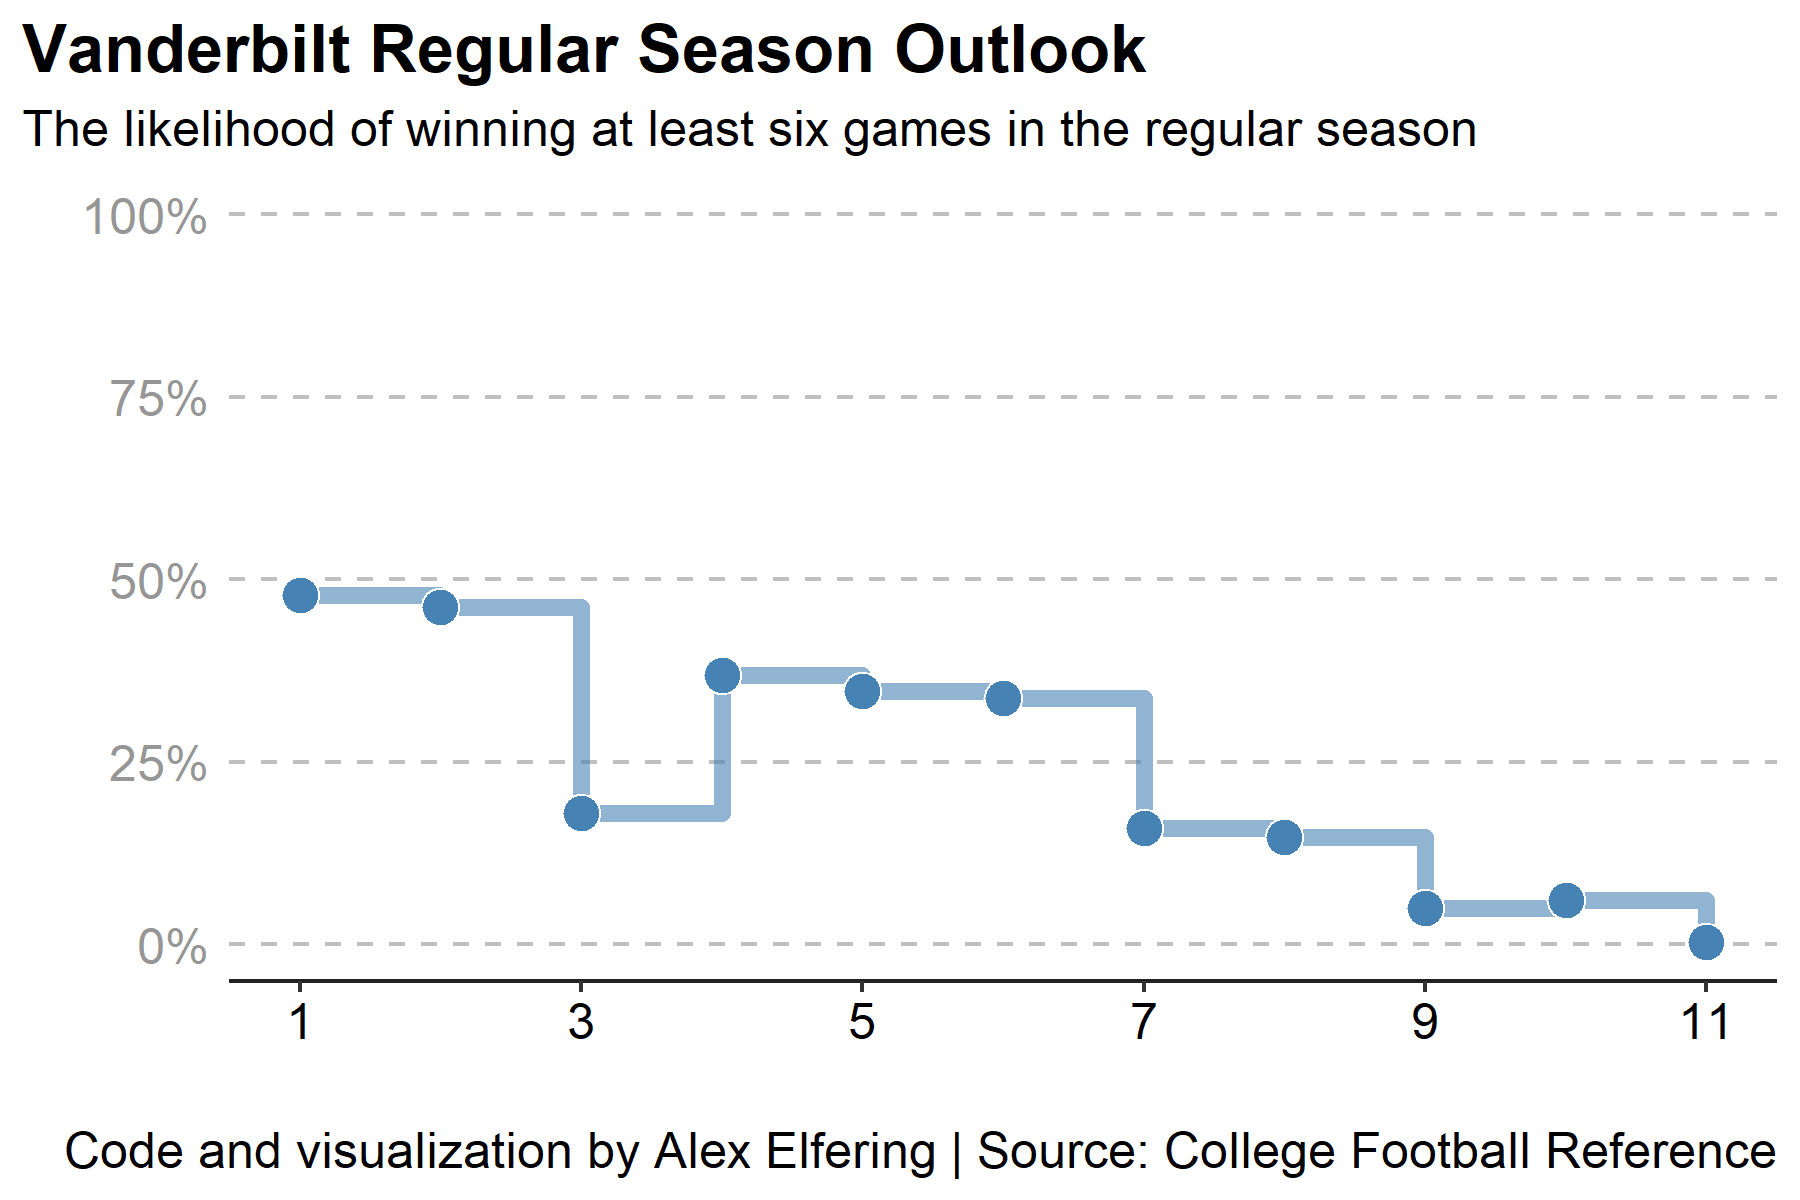 Vanderbilt Regular Season Outlook
The likelihood of winning at least six games in the regular season
100%
75%
50%
25%
0%
1 3 5 7 9 11
Code and visualization by Alex Elfering | Source: College Football Reference